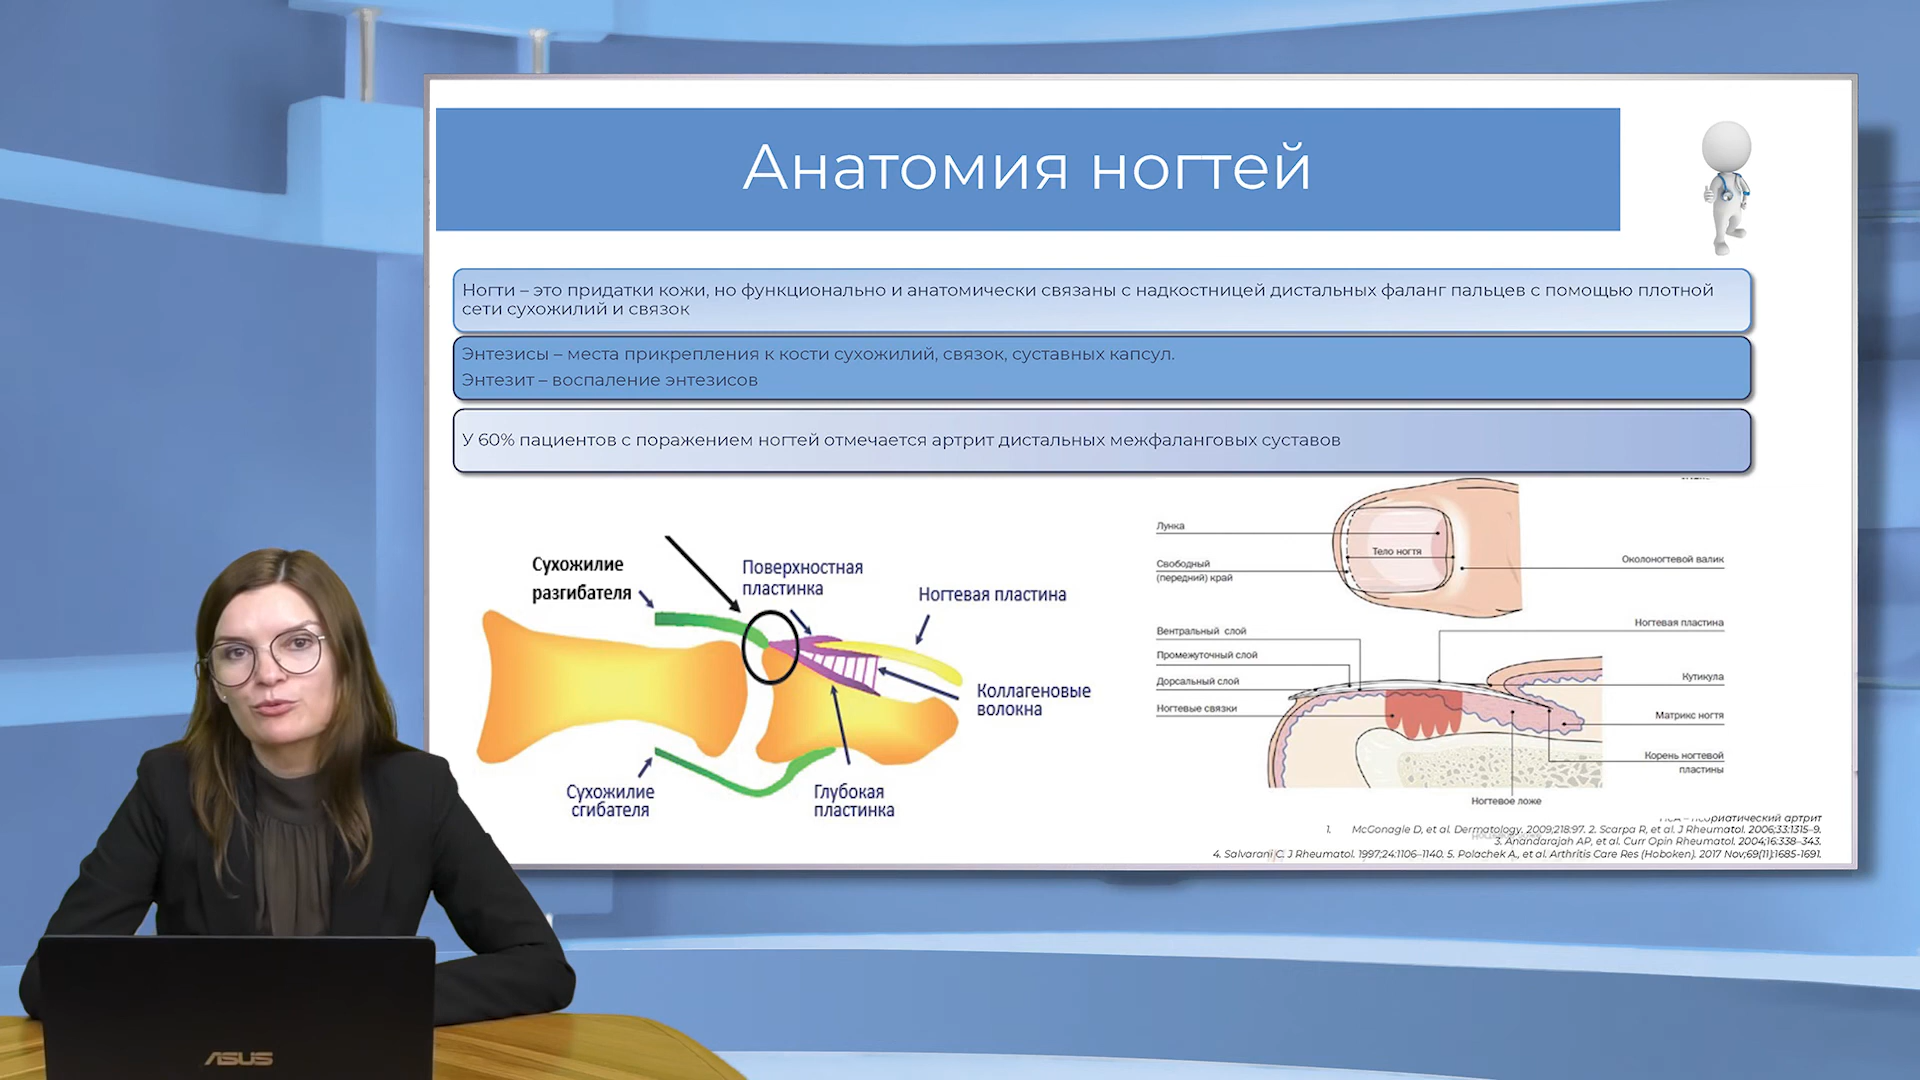 Анатомия ногтей
Ногти – это придатки кожи, но функционально и анатомически связаны с надкостницей дистальных фаланг пальцев с помощью плотной
сети сухожилий и связок
Энтезисы – места прикрепления к кости сухожилий, связок, суставных капсул.
Энтезит – воспаление энтезисов
У 60% пациентов с поражением ногтей отмечается артрит дистальных межфаланговых суставов
Сухожилие
разгибателя
Поверхностная
пластинка
Ногтевая пластина
Коллагеновые
волокна
Сухожилие
сгибателя
Глубокая
пластинка
Лунка
Тело ногтя
Свободный
(передний) край
Околоногтевой валик
Вентральный слой
Промежуточный слой
Дорсальный слой
Ногтевые связки
Ногтевая пластина
Кутикула
Матрикс ногтя
Корень ногтевой
пластины
Ногтевое ложе
ПСА – псориатический артрит
1. McGonagle D, et al. Dermatology. 2009;218:97. 2. Scarpa R, et al. J Rheumatol. 2006;33:1315–9.
3. Anandarajah AP, et al. Curr Opin Rheumatol. 2004;16:338–343.
4. Salvarani C. J Rheumatol. 1997;24:1106–1140. 5. Polachek A., et al. Arthritis Care Res (Hoboken). 2017 Nov;69(11):1685-1691.
ASUS